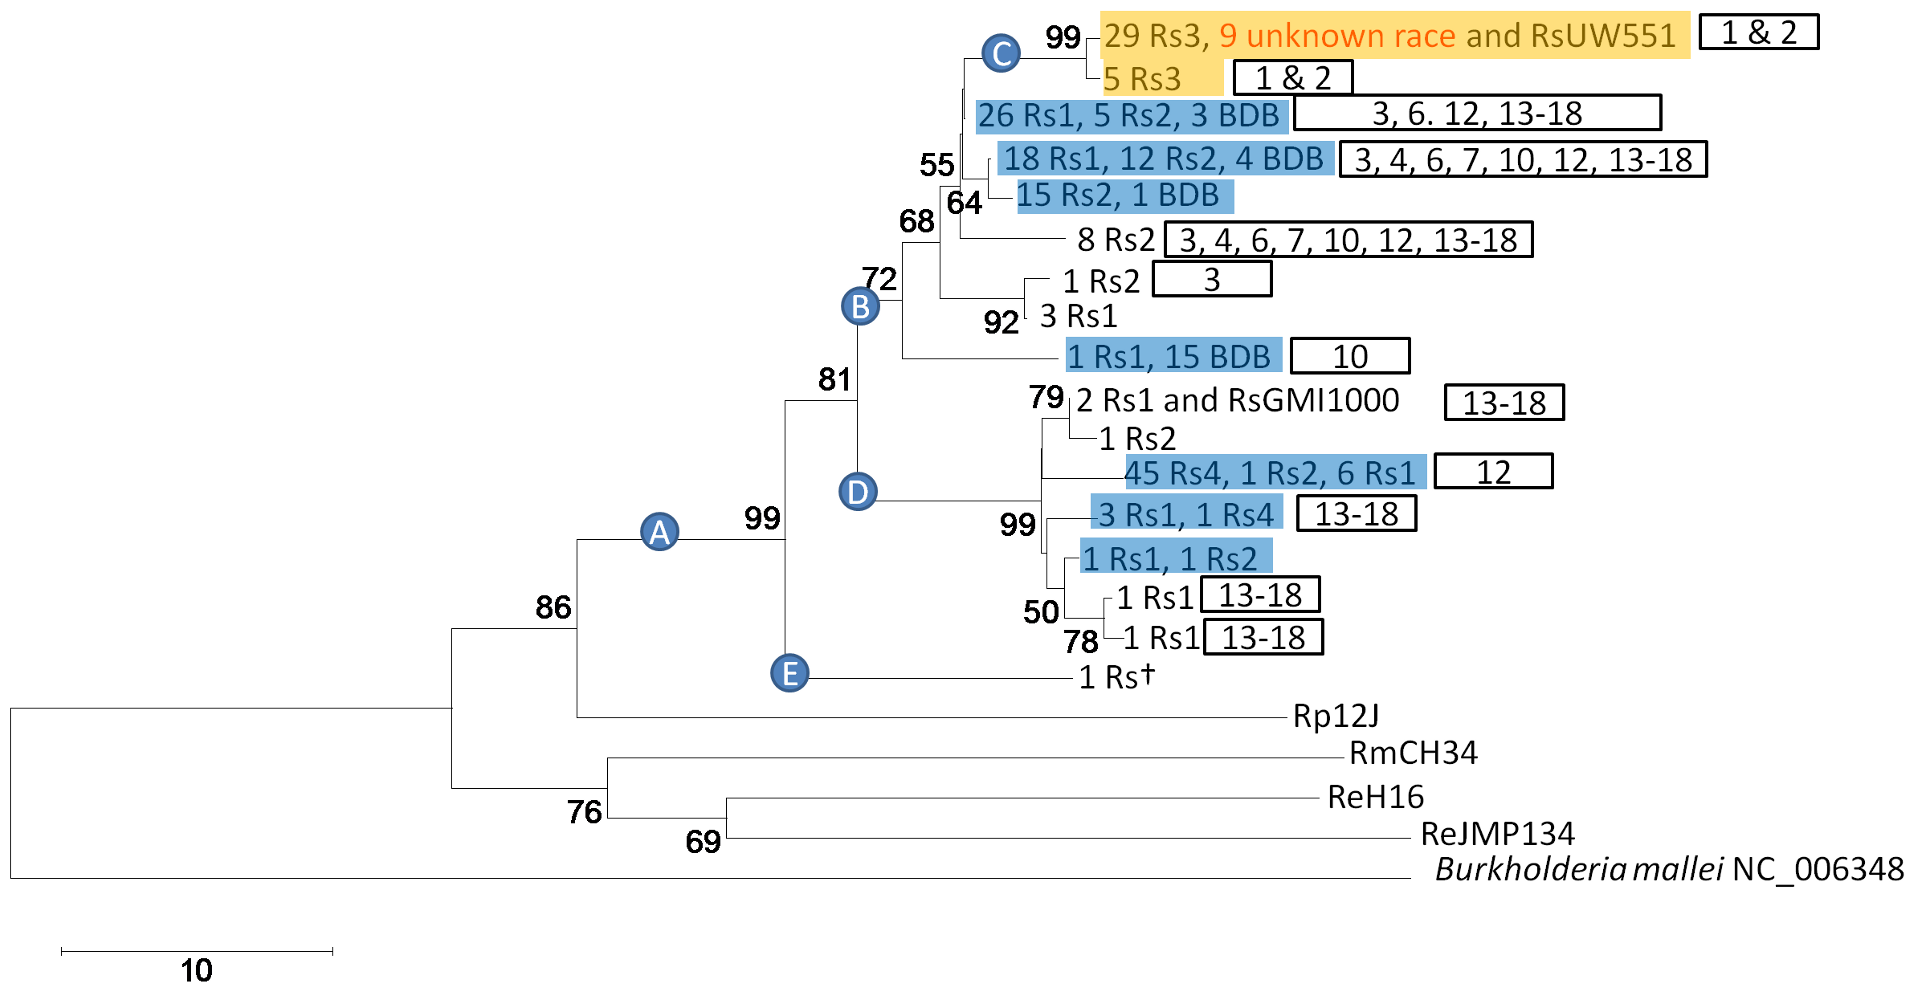 99 C 29 Rs3, 9 unknown race and RsUW551 1 & 2
5 Rs3 1 & 2
26 Rs1, 5 Rs2, 3 BDB 3, 6. 12, 13-18
55 18 Rs1, 12 Rs2, 4 BDB 3, 4, 6, 7, 10, 12, 13-18
64 15 Rs2, 1 BDB
68 8 Rs2 3, 4, 6, 7, 10, 12, 13-18
72 1 Rs2 3
B 92 3 Rs1
1 Rs1, 15 BDB 10
81 79 2 Rs1 and RsGMI1000 13-18
1 Rs2
45 Rs4, 1 Rs2, 6 Rs1 12
D
A 99 99 3 Rs1, 1 Rs4 13-18
1 Rs1, 1 Rs2
86 50 1 Rs1 13-18
78 1 Rs1 13-18
E 1 Rs†
Rp12J
RmCH34
76 ReH16
69 ReJMP134
Burkholderia mallei NC_006348
10